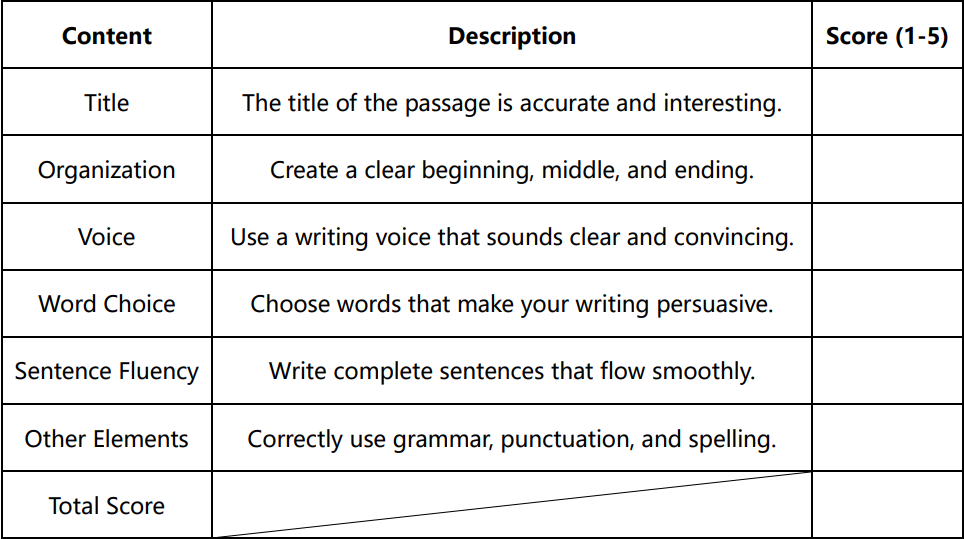 Content Description Score (1-5)
Title The title of the passage is accurate and interesting.
Organization Create a clear beginning, middle, and ending.
Voice Use a writing voice that sounds clear and convincing.
Word Choice Choose words that make your writing persuasive.
Sentence Fluency Write complete sentences that flow smoothly.
Other Elements Correctly use grammar, punctuation, and spelling.
Total Score